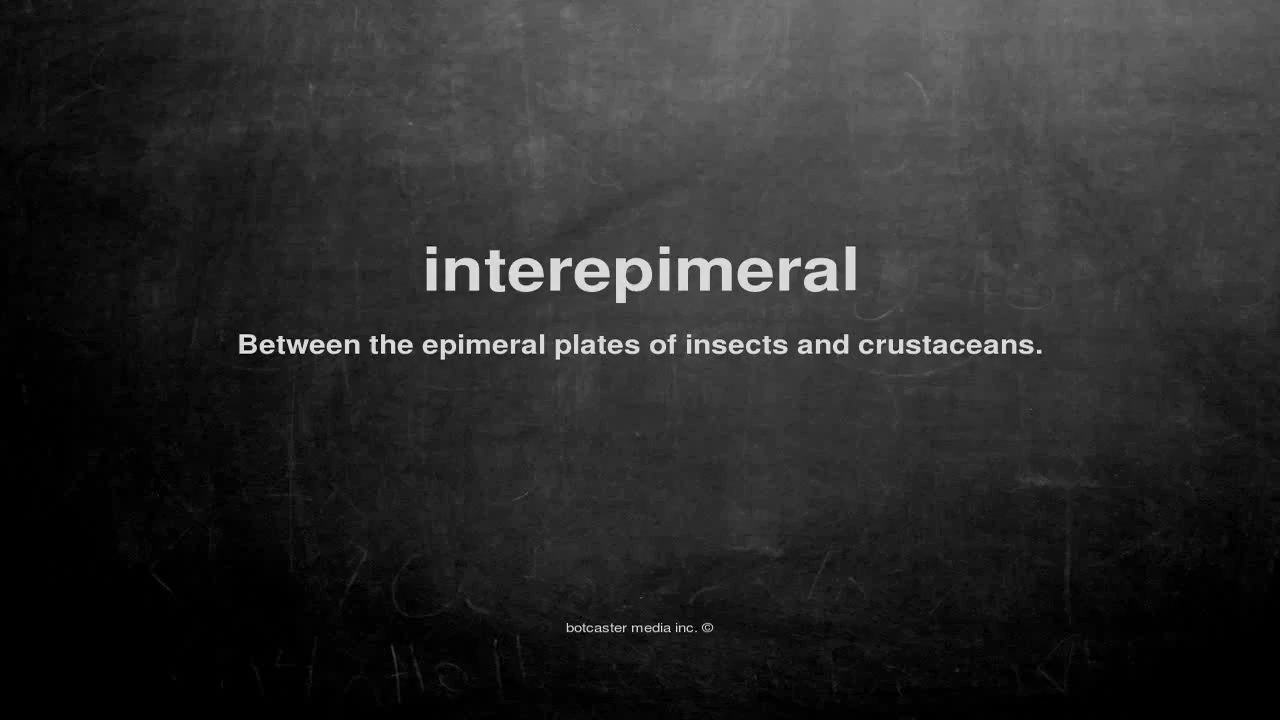 interepimeral
Between the epimeral plates of insects and crustaceans.
botcaster media inc. ©